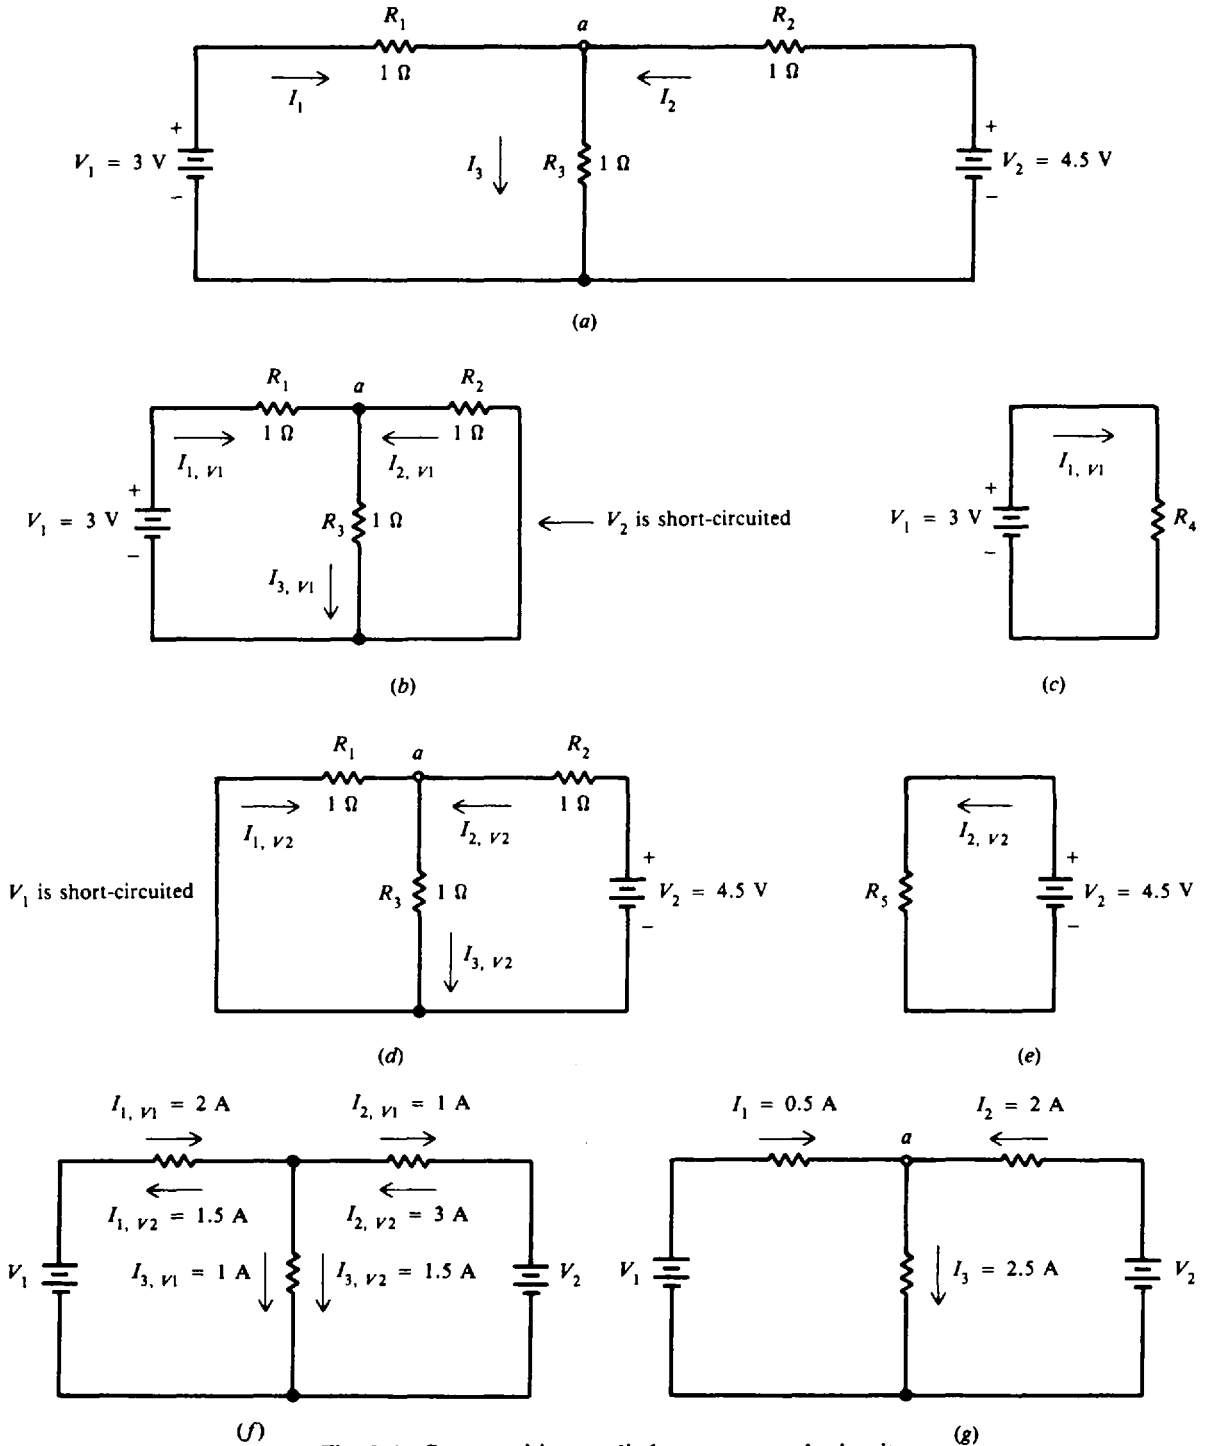 R₁ a R₂
1 Ω 1 Ω
I₁ I₂
+ +
V₁ = 3 V I₃ R₃ 1 Ω V₂ = 4.5 V
− −
(a)
R₁ a R₂
1 Ω 1 Ω
I₁, V1 I₂, V1 I₁, V1
+ +
V₁ = 3 V R₃ 1 Ω V₂ is short-circuited V₁ = 3 V R₄
− −
I₃, V1
(b) (c)
R₁ a R₂
1 Ω 1 Ω
I₁, V2 I₂, V2 I₂, V2
+ +
V₁ is short-circuited R₃ 1 Ω V₂ = 4.5 V R₅ V₂ = 4.5 V
− −
I₃, V2
(d) (e)
I₁, V1 = 2 A I₂, V1 = 1 A I₁ = 0.5 A I₂ = 2 A
a
I₁, V2 = 1.5 A I₂, V2 = 3 A
V₁ I₃, V1 = 1 A I₃, V2 = 1.5 A V₂ V₁ I₃ = 2.5 A V₂
(f) (g)